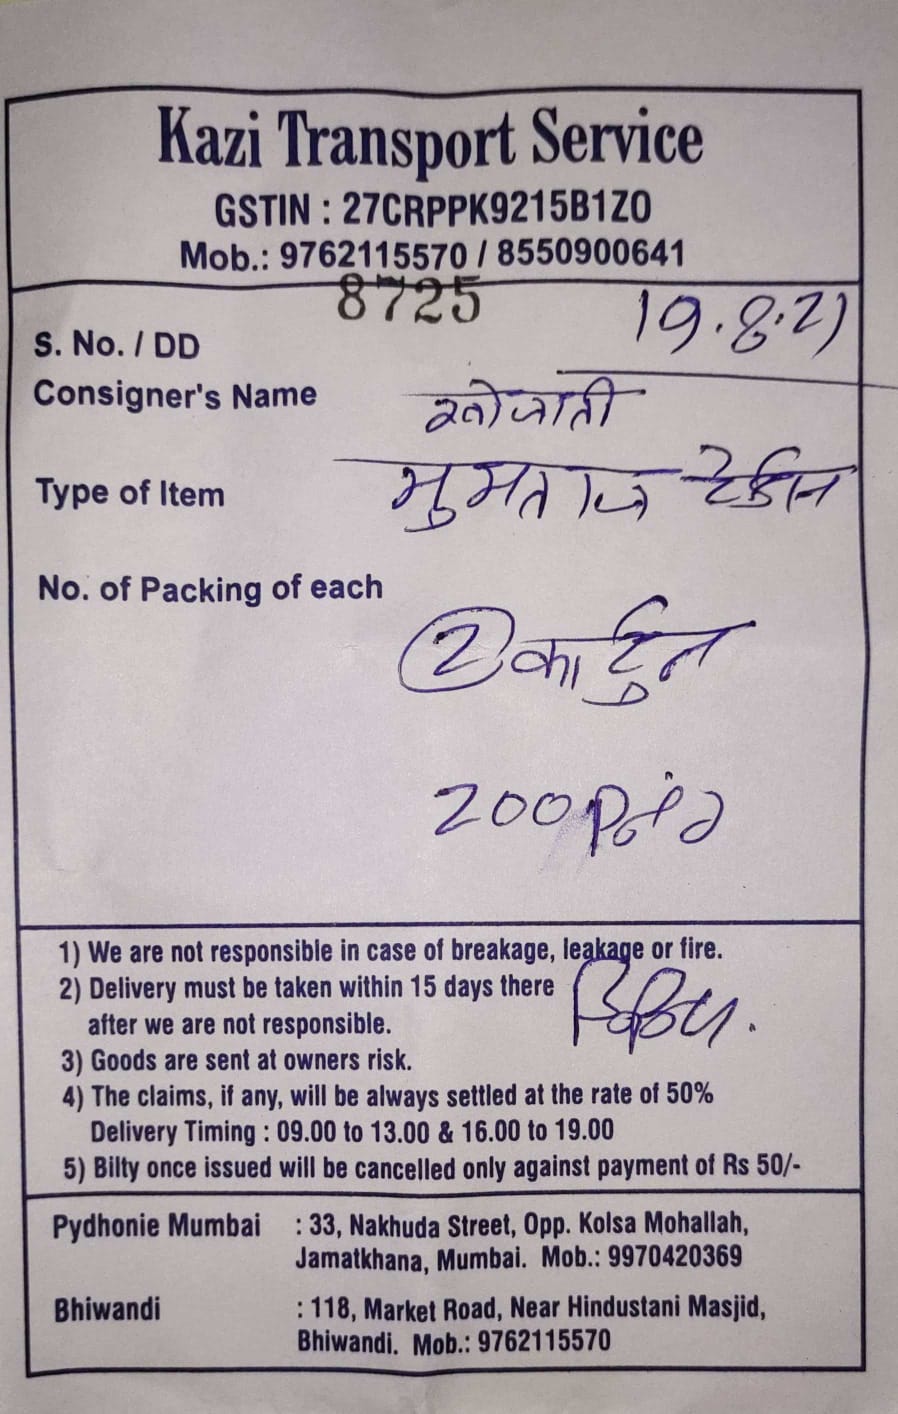 Kazi Transport Service
GSTIN : 27CRPPK9215B1ZO
Mob.: 9762115570 / 8550900641
8725
19.8.21
S. No. / DD
Consigner's Name
Type of Item
मुमताज
No. of Packing of each
2 कार्टुन
200
1) We are not responsible in case of breakage, leakage or fire.
2) Delivery must be taken within 15 days there
after we are not responsible.
3) Goods are sent at owners risk.
4) The claims, if any, will be always settled at the rate of 50%
Delivery Timing : 09.00 to 13.00 & 16.00 to 19.00
5) Bilty once issued will be cancelled only against payment of Rs 50/-
Pydhonie Mumbai : 33, Nakhuda Street, Opp. Kolsa Mohallah,
Jamatkhana, Mumbai. Mob.: 9970420369
Bhiwandi : 118, Market Road, Near Hindustani Masjid,
Bhiwandi. Mob.: 9762115570